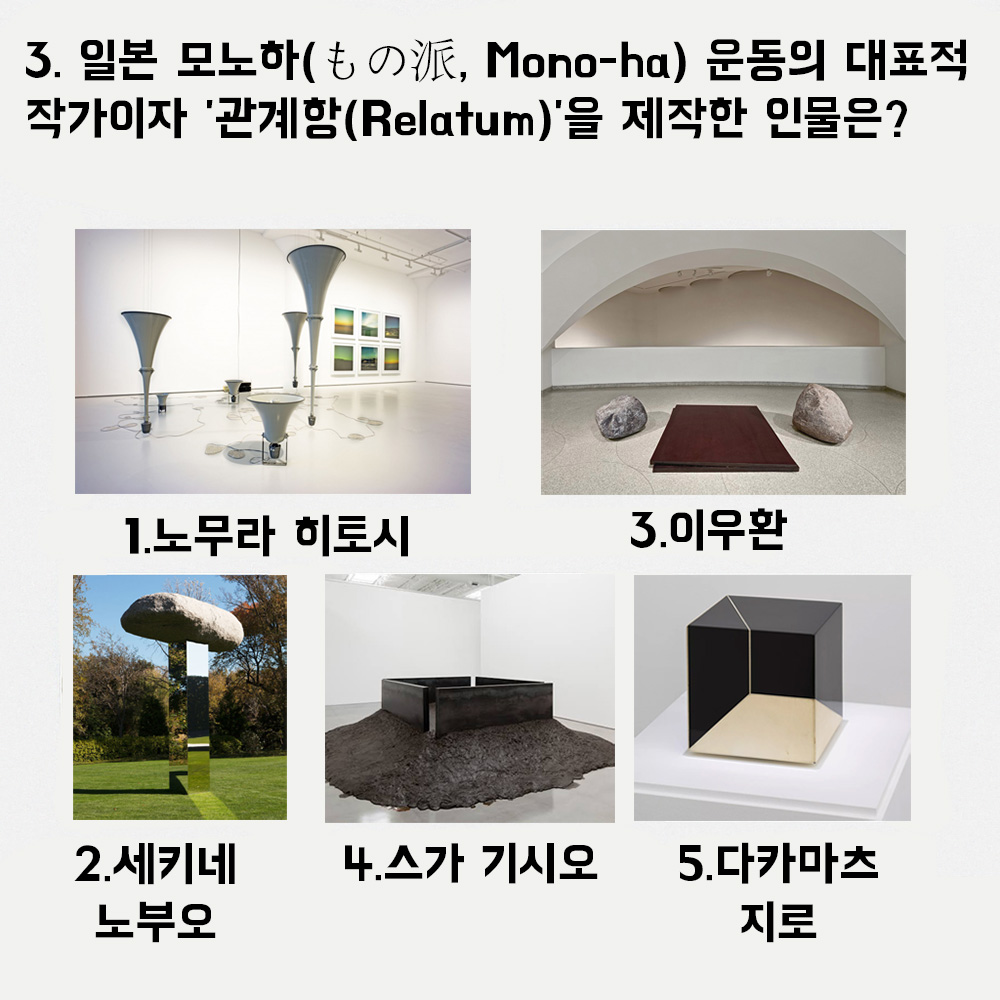 3. 일본 모노하(もの派, Mono-ha) 운동의 대표적
작가이자 '관계항(Relatum)'을 제작한 인물은?
1.노무라 히토시
3.이우환
2.세키네
노부오
4.스가 기시오
5.다카마츠
지로